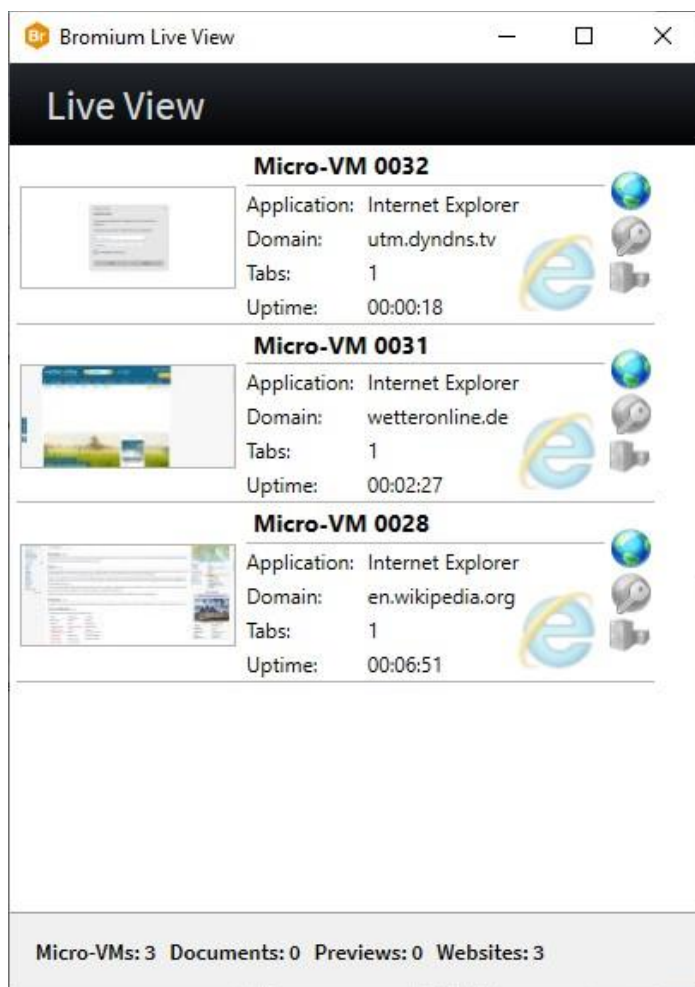 Br Bromium Live View
Live View
Micro-VM 0032
Application: Internet Explorer
Domain: utm.dyndns.tv
Tabs: 1
Uptime: 00:00:18
Micro-VM 0031
Application: Internet Explorer
Domain: wetteronline.de
Tabs: 1
Uptime: 00:02:27
Micro-VM 0028
Application: Internet Explorer
Domain: en.wikipedia.org
Tabs: 1
Uptime: 00:06:51
Micro-VMs: 3 Documents: 0 Previews: 0 Websites: 3